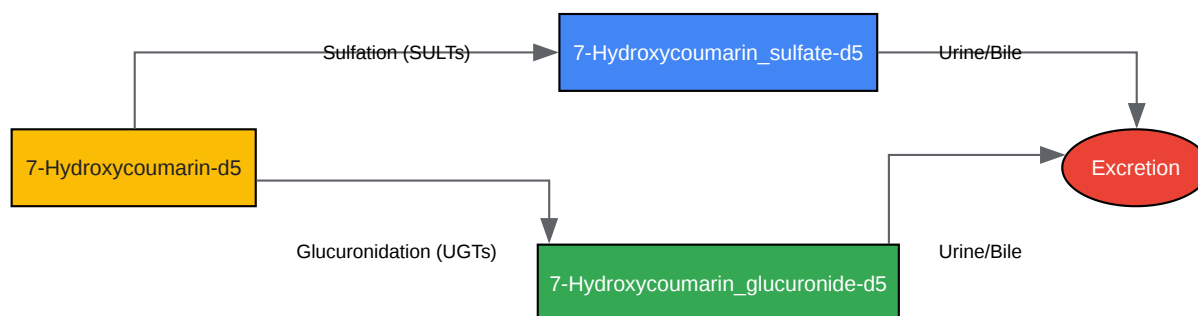 Sulfation (SULTs)
7-Hydroxycoumarin_sulfate-d5
Urine/Bile
7-Hydroxycoumarin-d5
Excretion
Glucuronidation (UGTs)
Urine/Bile
7-Hydroxycoumarin_glucuronide-d5